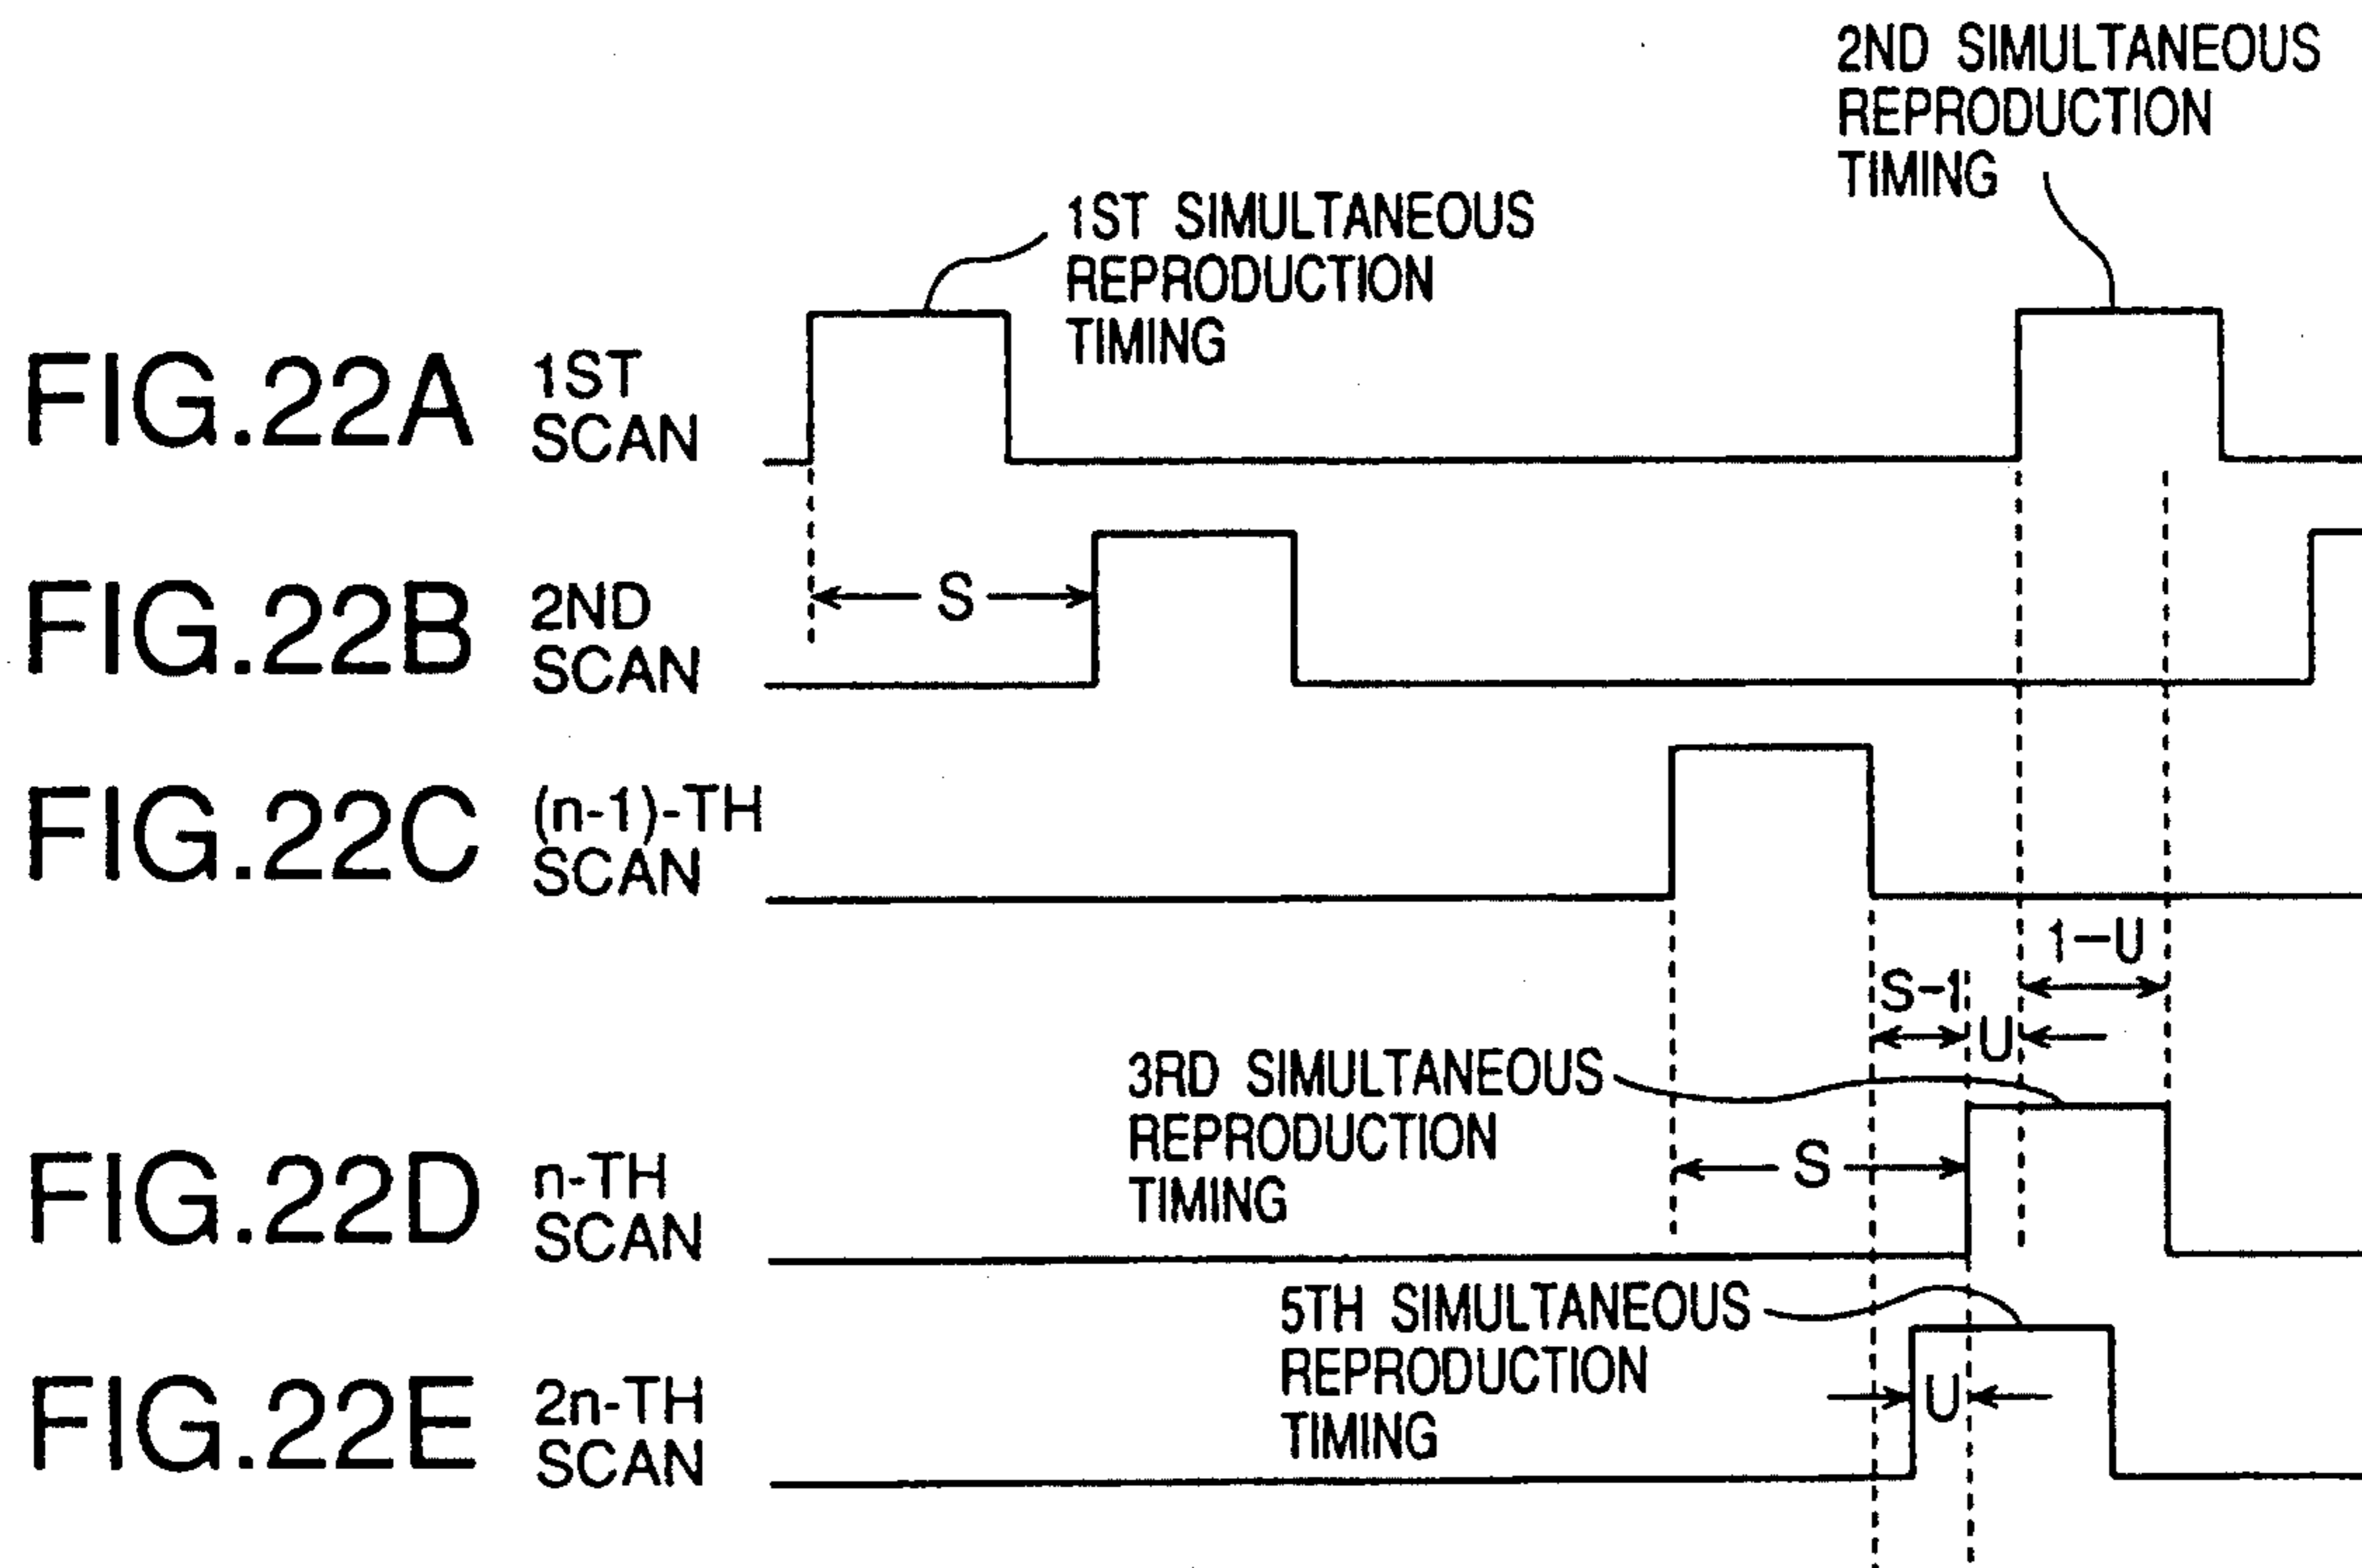 2ND SIMULTANEOUS
REPRODUCTION
TIMING
1ST SIMULTANEOUS
REPRODUCTION
TIMING
FIG.22A
1ST
SCAN
FIG.22B
2ND
SCAN
S
FIG.22C
(n-1)-TH
SCAN
1-U
S-1
U
3RD SIMULTANEOUS
REPRODUCTION
TIMING
S
FIG.22D
n-TH
SCAN
5TH SIMULTANEOUS
REPRODUCTION
TIMING
U
FIG.22E
2n-TH
SCAN